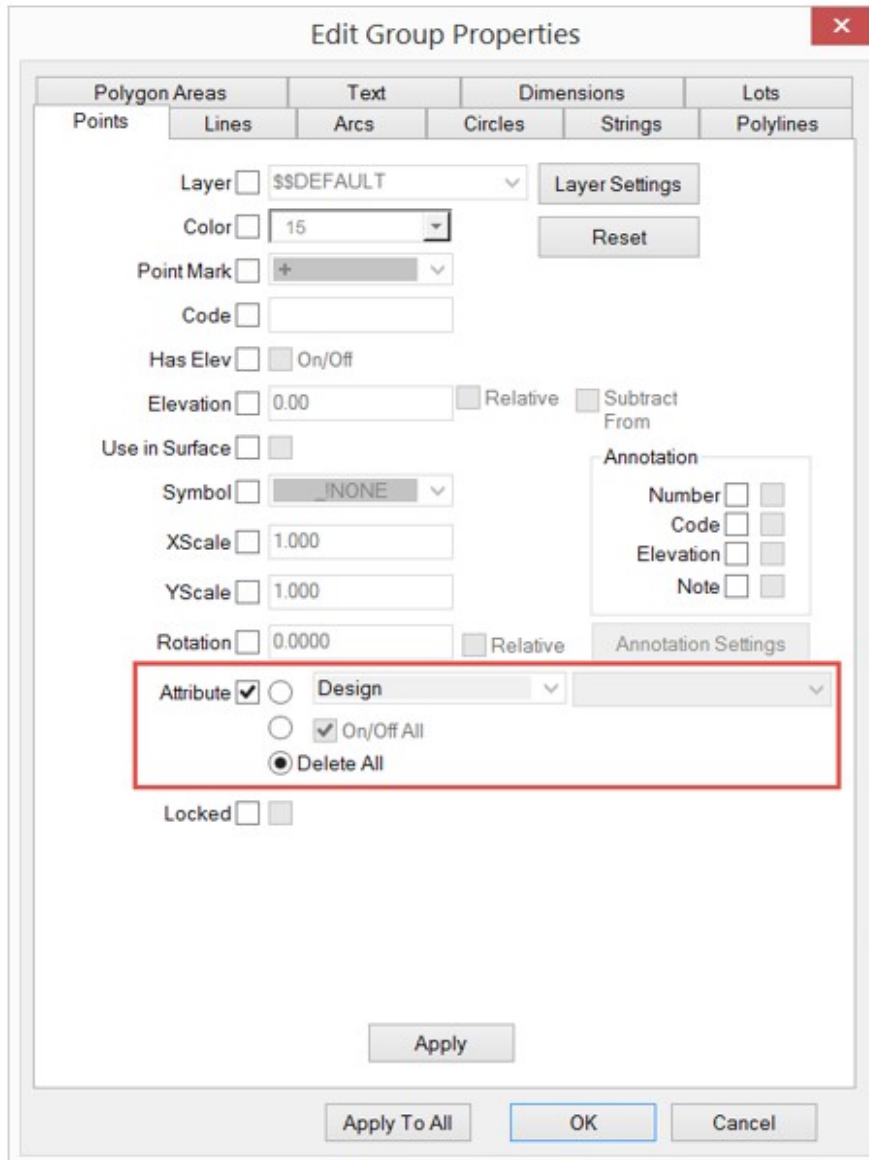 Edit Group Properties
Polygon Areas Text Dimensions Lots
Points Lines Arcs Circles Strings Polylines
Layer $$DEFAULT Layer Settings
Color 15 Reset
Point Mark +
Code
Has Elev On/Off
Elevation 0.00 Relative Subtract
From
Use in Surface
Annotation
Symbol _!NONE
Number
Code
XScale 1.000
Elevation
YScale 1.000
Note
Rotation 0.0000 Relative Annotation Settings
Attribute Design
On/Off All
Delete All
Locked
Apply
Apply To All OK Cancel